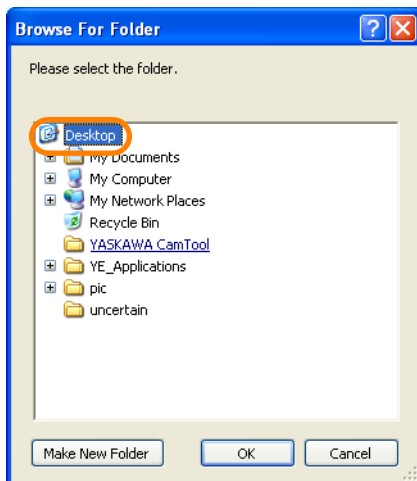 Browse For Folder
Please select the folder.
Desktop
My Documents
My Computer
My Network Places
Recycle Bin
YASKAWA CamTool
YE_Applications
pic
uncertain
Make New Folder OK Cancel